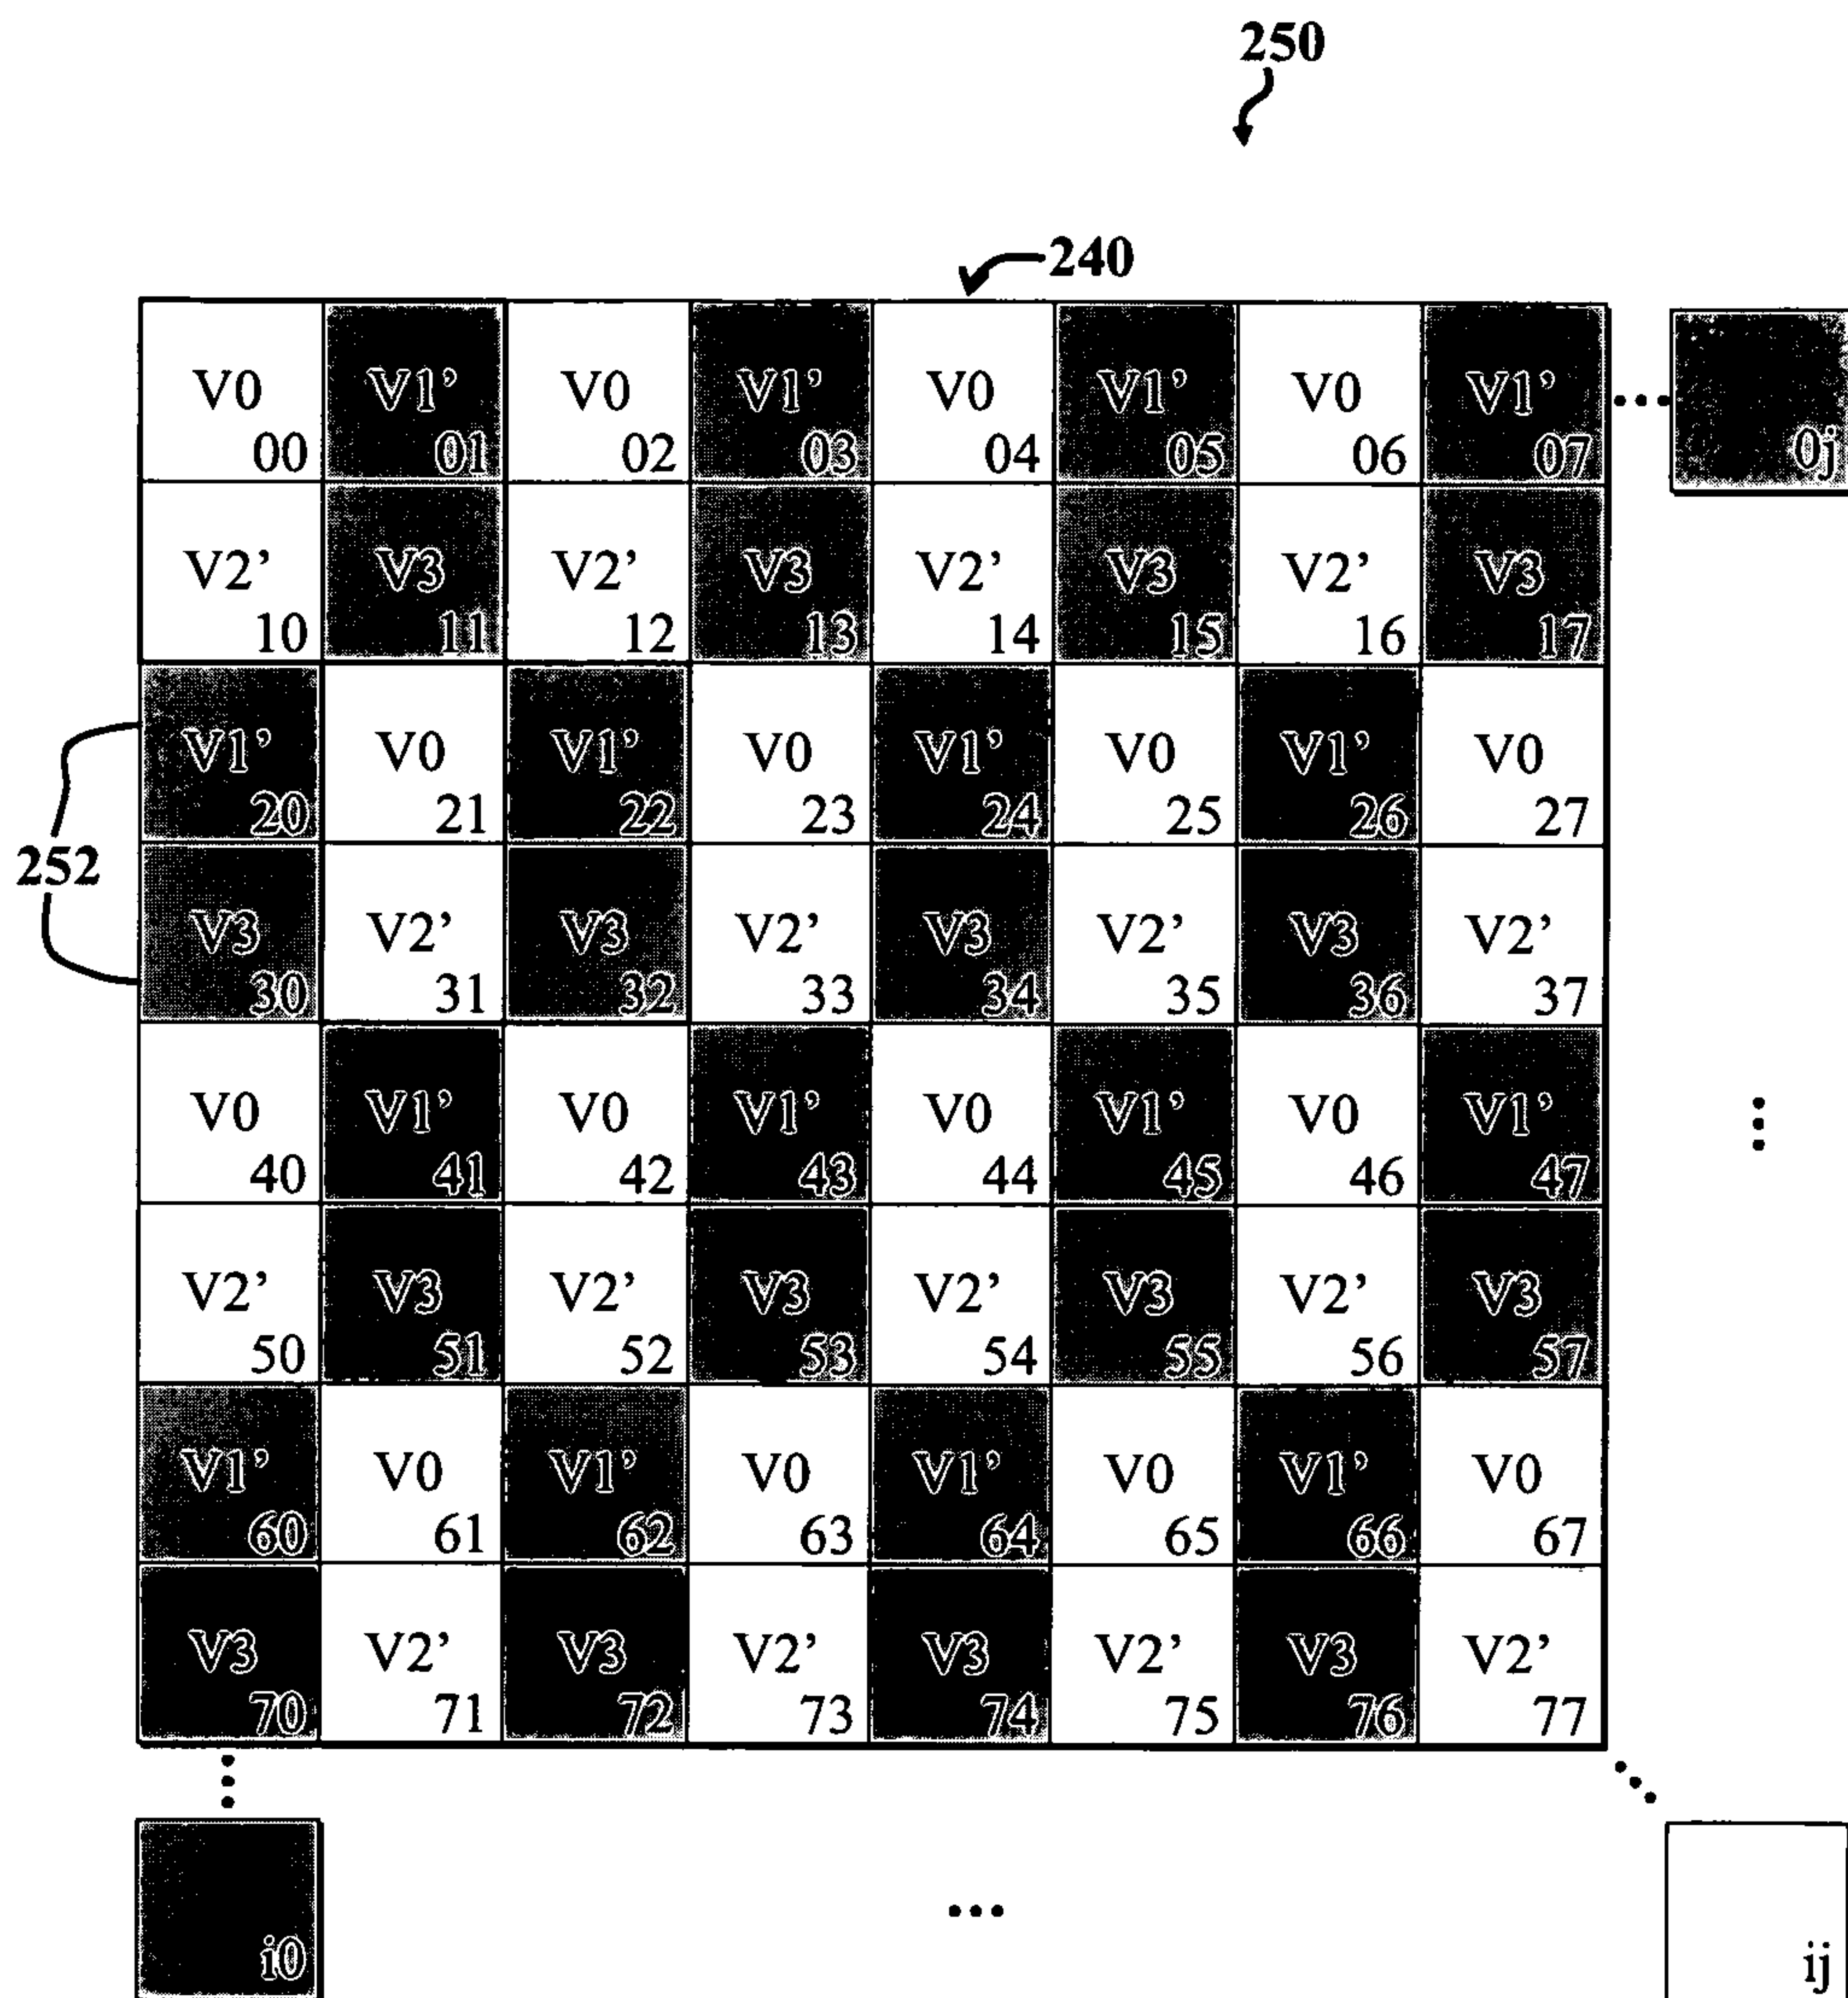 250
240
V0 V1' V0 V1' V0 V1' V0 V1'
00 01 02 03 04 05 06 07 ... 0j
V2' V3 V2' V3 V2' V3 V2' V3
10 11 12 13 14 15 16 17
V1' V0 V1' V0 V1' V0 V1' V0
20 21 22 23 24 25 26 27
252
V3 V2' V3 V2' V3 V2' V3 V2'
30 31 32 33 34 35 36 37
V0 V1' V0 V1' V0 V1' V0 V1'
40 41 42 43 44 45 46 47
V2' V3 V2' V3 V2' V3 V2' V3
50 51 52 53 54 55 56 57
V1' V0 V1' V0 V1' V0 V1' V0
60 61 62 63 64 65 66 67
V3 V2' V3 V2' V3 V2' V3 V2'
70 71 72 73 74 75 76 77
i0 ... ij